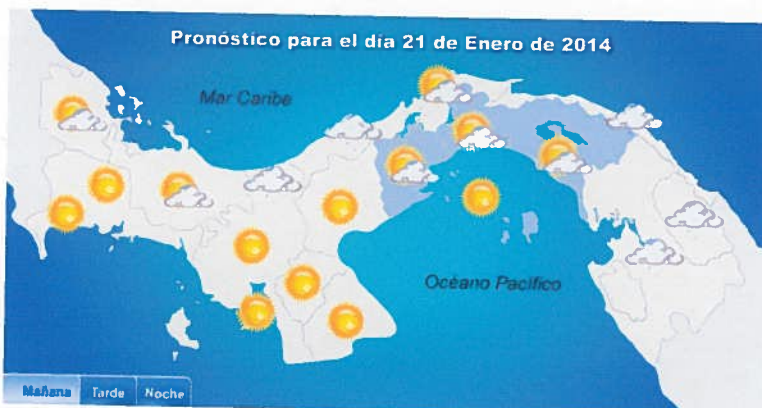 Pronóstico para el día 21 de Enero de 2014
Mar Caribe
Océano Pacífico
Mañana Tarde Noche